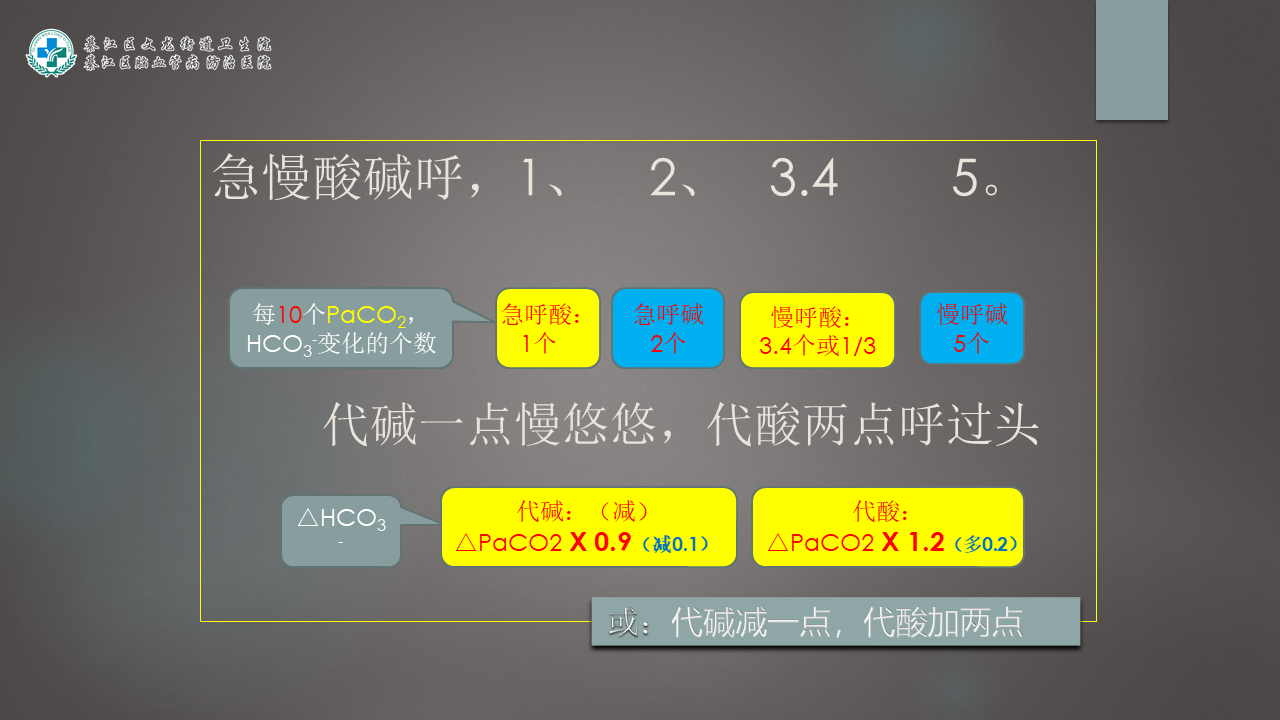 綦江区文龙街道卫生院
綦江区脑血管病防治医院
急慢酸碱呼，1、 2、 3.4 5。
每10个PaCO₂，
HCO₃⁻变化的个数
急呼酸：
1个
急呼碱
2个
慢呼酸：
3.4个或1/3
慢呼碱
5个
代碱一点慢悠悠，代酸两点呼过头
△HCO₃
-
代碱：（减）
△PaCO2 X 0.9（减0.1）
代酸：
△PaCO2 X 1.2（多0.2）
或：代碱减一点，代酸加两点